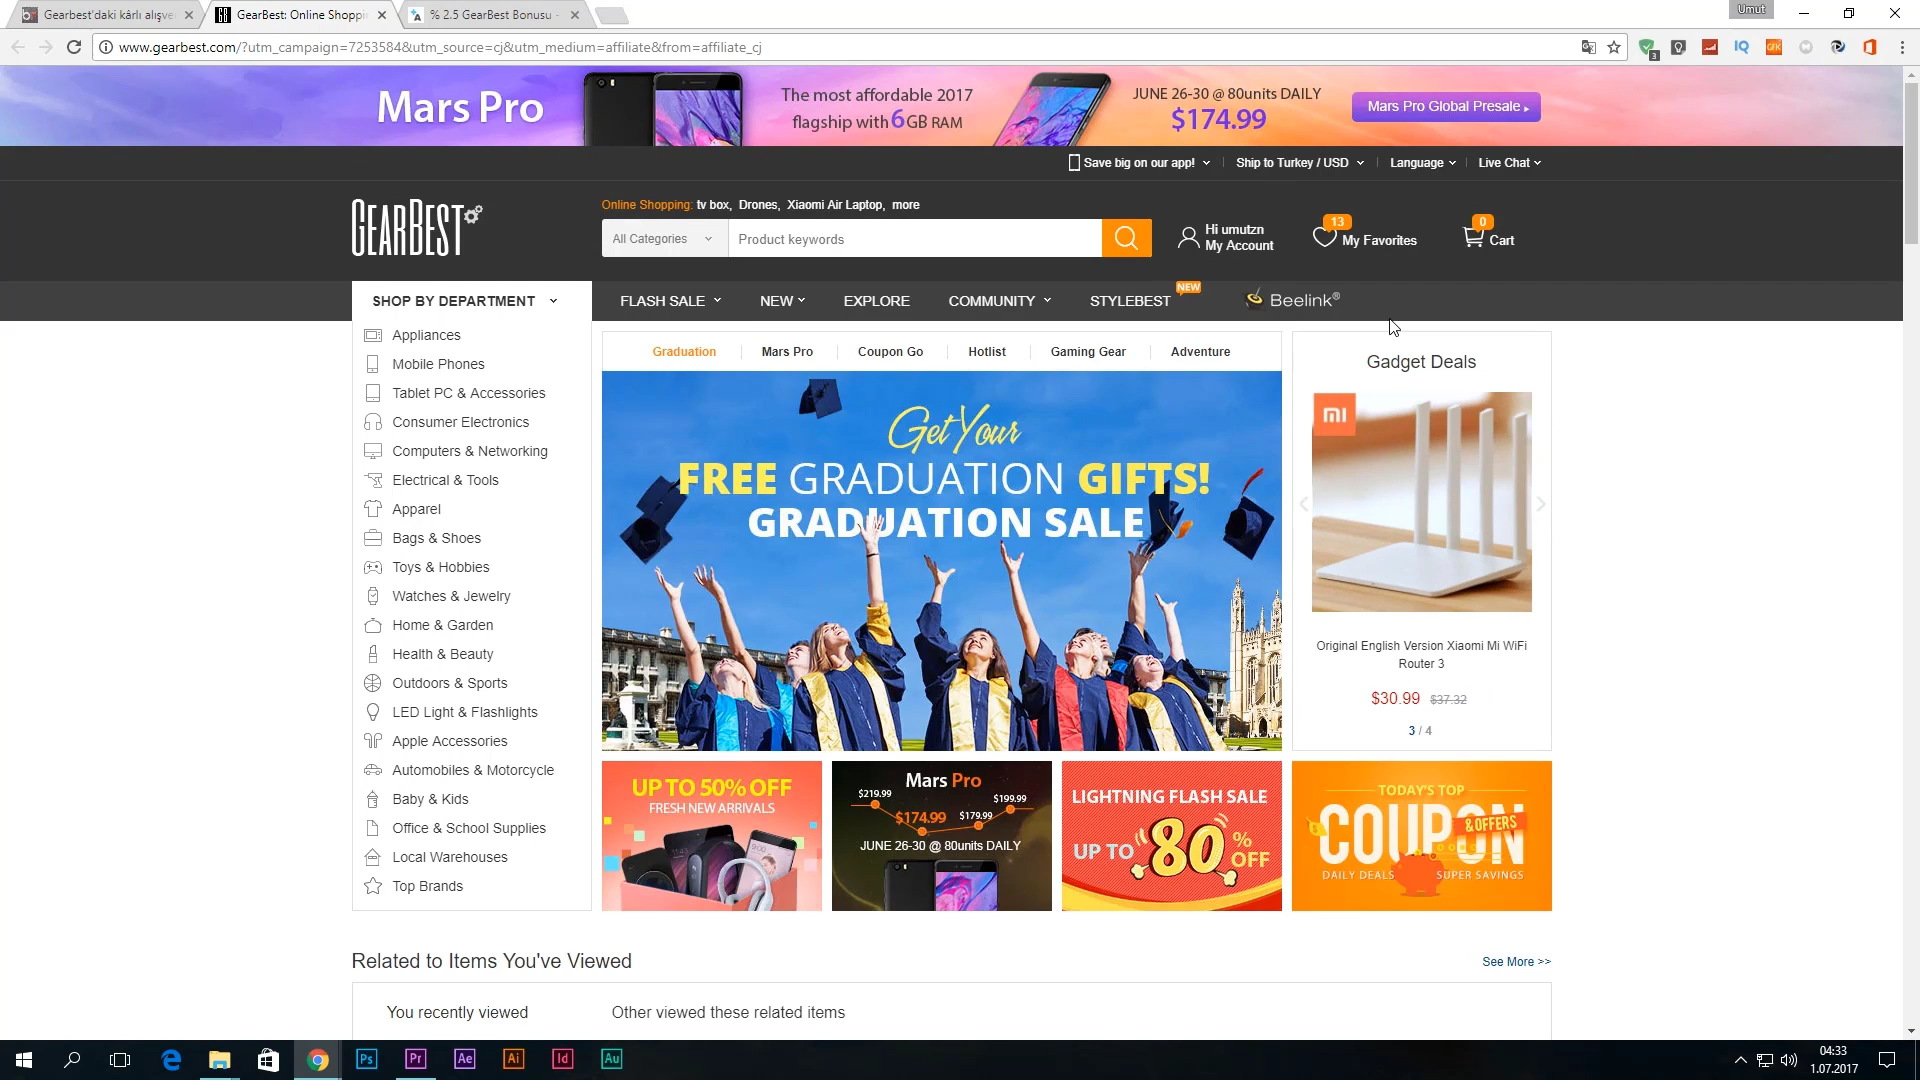 Gearbest'daki kârlı alışve
GearBest: Online Shoppi
% 2.5 GearBest Bonusu -
Umut
www.gearbest.com/?utm_campaign=7253584&utm_source=cj&utm_medium=affiliate&from=affiliate_cj
3
IQ
Mars Pro
The most affordable 2017
flagship with 6GB RAM
JUNE 26-30 @ 80units DAILY
$174.99
Mars Pro Global Presale
Save big on our app!
Ship to Turkey / USD
Language
Live Chat
GEARBEST
Online Shopping: tv box, Drones, Xiaomi Air Laptop, more
All Categories
Product keywords
Hi umutzn
My Account
13
My Favorites
0
Cart
SHOP BY DEPARTMENT
FLASH SALE
NEW
EXPLORE
COMMUNITY
STYLEBEST
NEW
Beelink®
Appliances
Mobile Phones
Tablet PC & Accessories
Consumer Electronics
Computers & Networking
Electrical & Tools
Apparel
Bags & Shoes
Toys & Hobbies
Watches & Jewelry
Home & Garden
Health & Beauty
Outdoors & Sports
LED Light & Flashlights
Apple Accessories
Automobiles & Motorcycle
Baby & Kids
Office & School Supplies
Local Warehouses
Top Brands
Graduation
Mars Pro
Coupon Go
Hotlist
Gaming Gear
Adventure
Get Your
FREE GRADUATION GIFTS!
GRADUATION SALE
Gadget Deals
MI
Original English Version Xiaomi Mi WiFi
Router 3
$30.99 $37.32
3 / 4
UP TO 50% OFF
FRESH NEW ARRIVALS
Mars Pro
$219.99
$174.99
$179.99
$199.99
JUNE 26-30 @ 80units DAILY
LIGHTNING FLASH SALE
UP TO 80% OFF
TODAY'S TOP
COUPON
& OFFERS
DAILY DEALS
SUPER SAVINGS
Related to Items You've Viewed
See More >>
You recently viewed
Other viewed these related items
Ps
Pr
Ae
Ai
Id
Au
04:33
1.07.2017